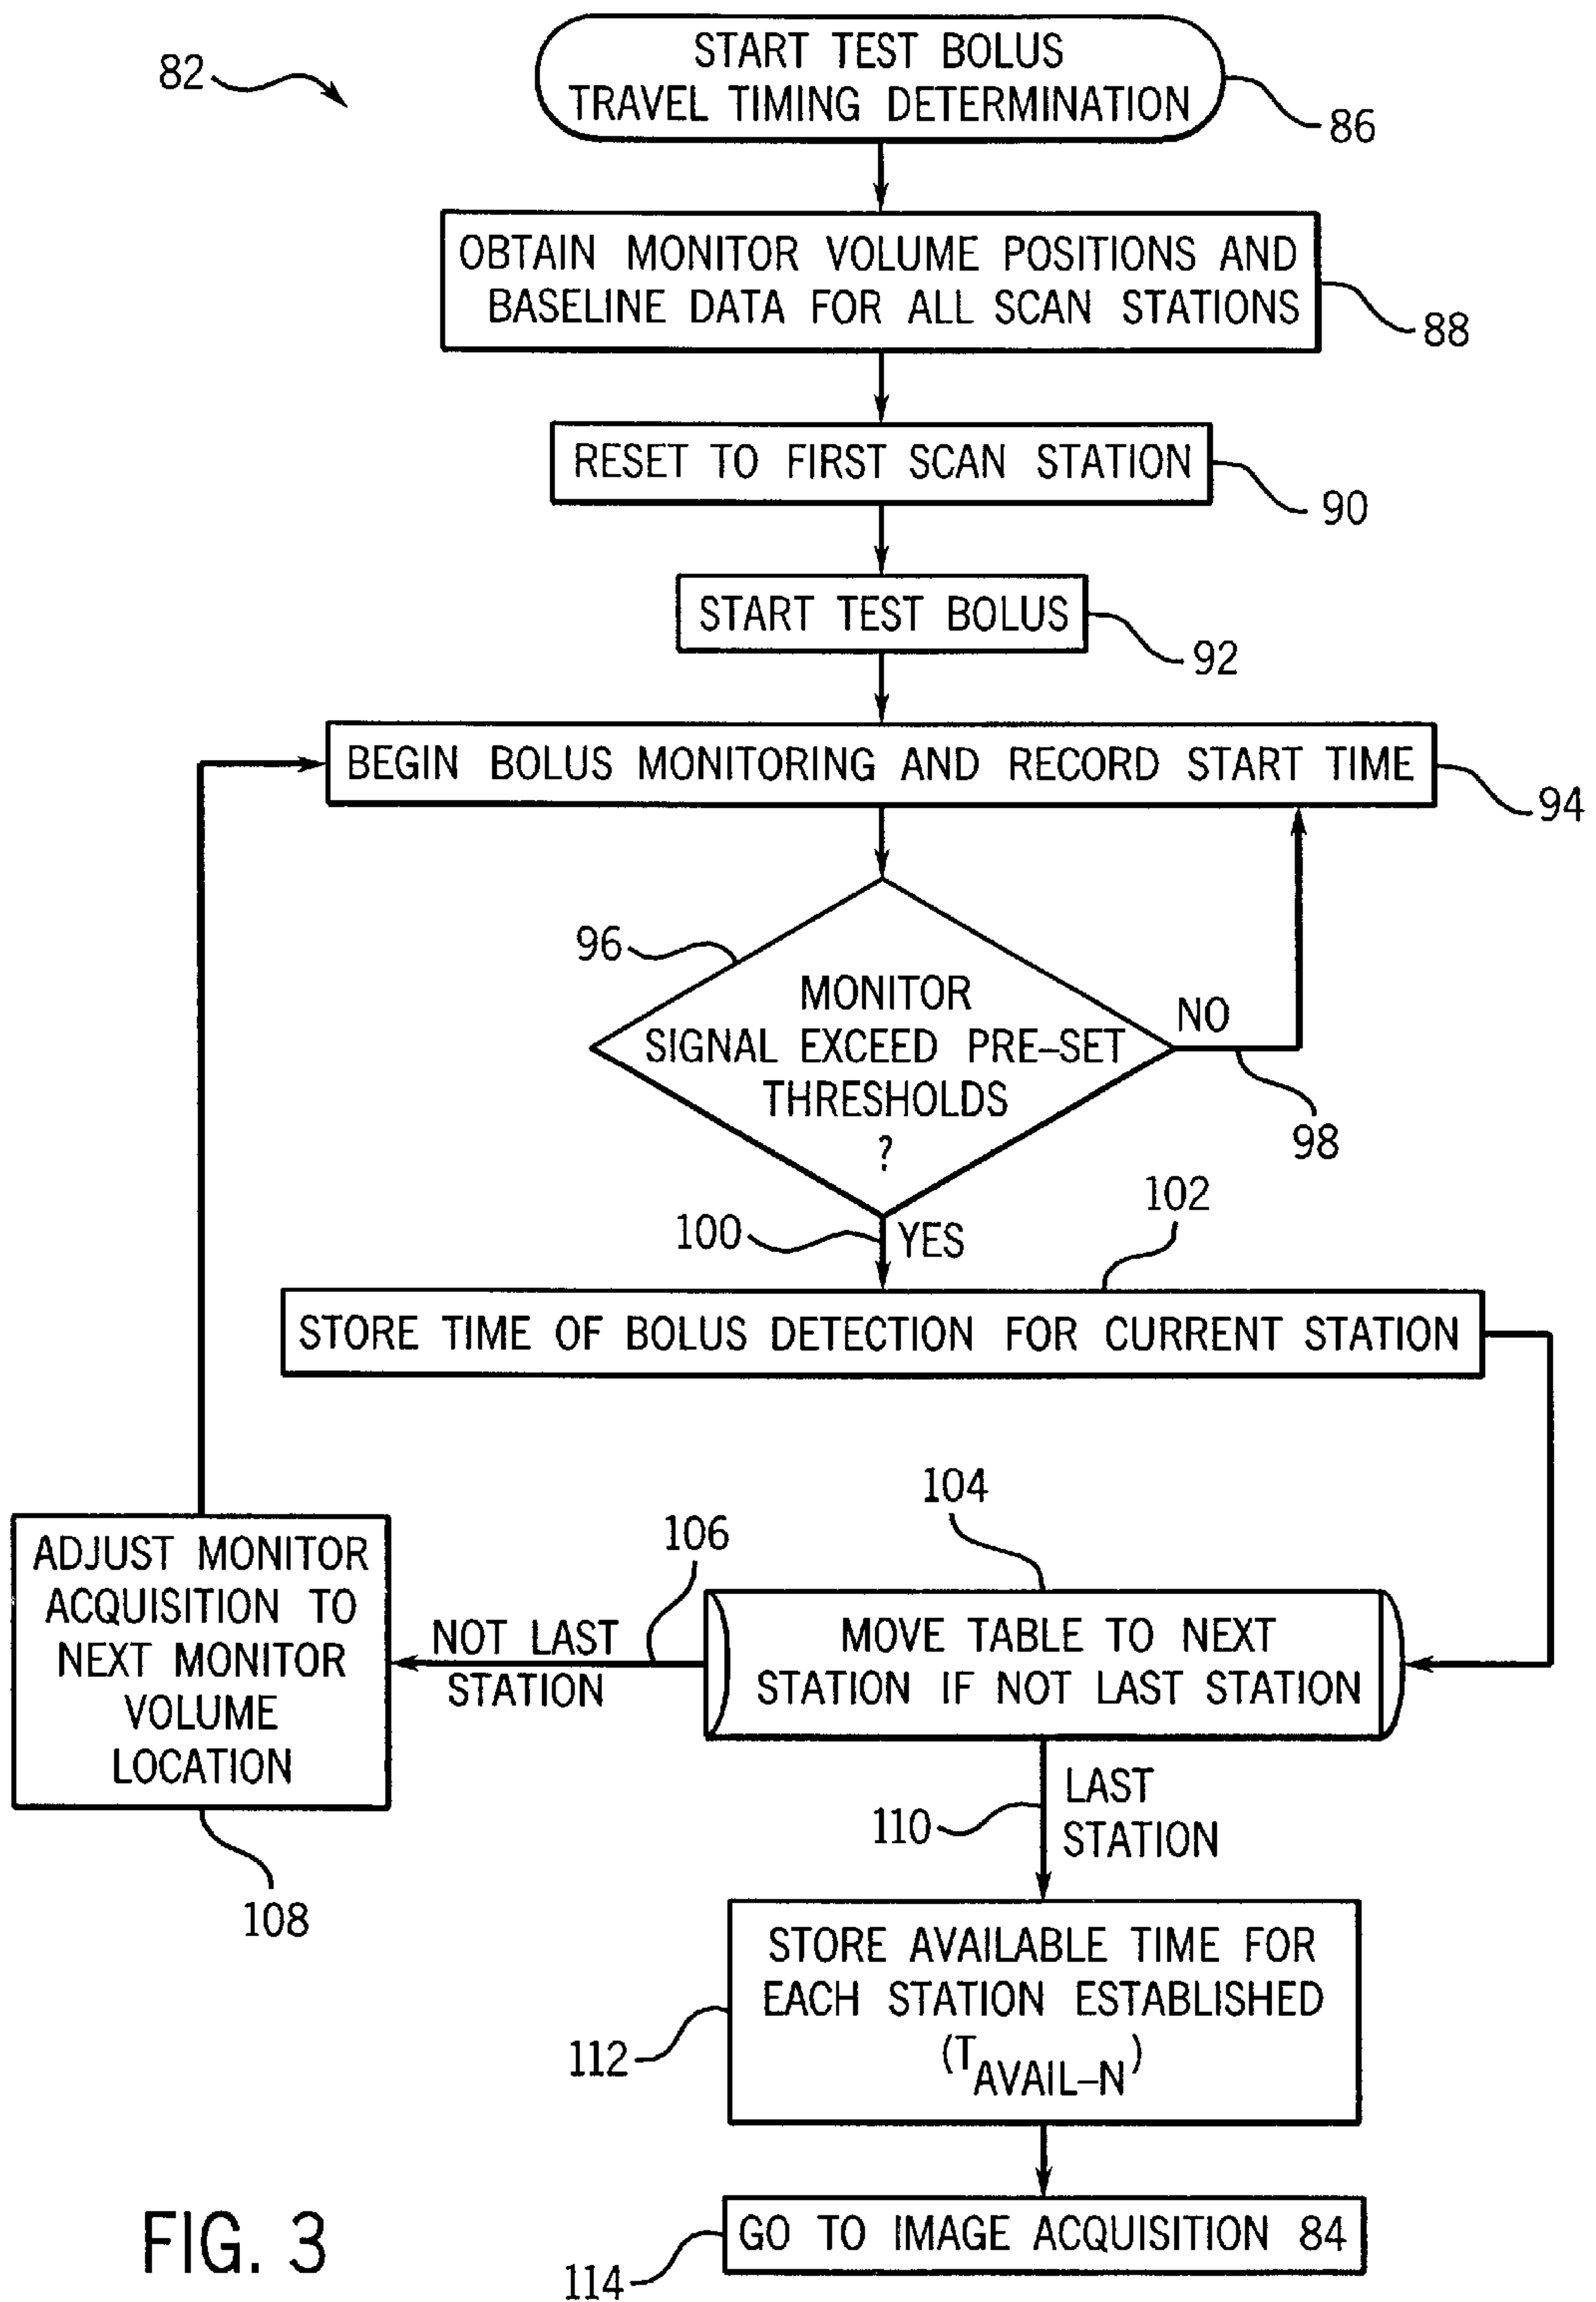 82
START TEST BOLUS
TRAVEL TIMING DETERMINATION
86
OBTAIN MONITOR VOLUME POSITIONS AND
BASELINE DATA FOR ALL SCAN STATIONS
88
RESET TO FIRST SCAN STATION
90
START TEST BOLUS
92
BEGIN BOLUS MONITORING AND RECORD START TIME
94
96
MONITOR
SIGNAL EXCEED PRE-SET
THRESHOLDS
?
NO
98
100
YES
102
STORE TIME OF BOLUS DETECTION FOR CURRENT STATION
104
MOVE TABLE TO NEXT
STATION IF NOT LAST STATION
106
NOT LAST
STATION
ADJUST MONITOR
ACQUISITION TO
NEXT MONITOR
VOLUME
LOCATION
108
110
LAST
STATION
STORE AVAILABLE TIME FOR
EACH STATION ESTABLISHED
(TAVAIL-N)
112
GO TO IMAGE ACQUISITION 84
114
FIG. 3